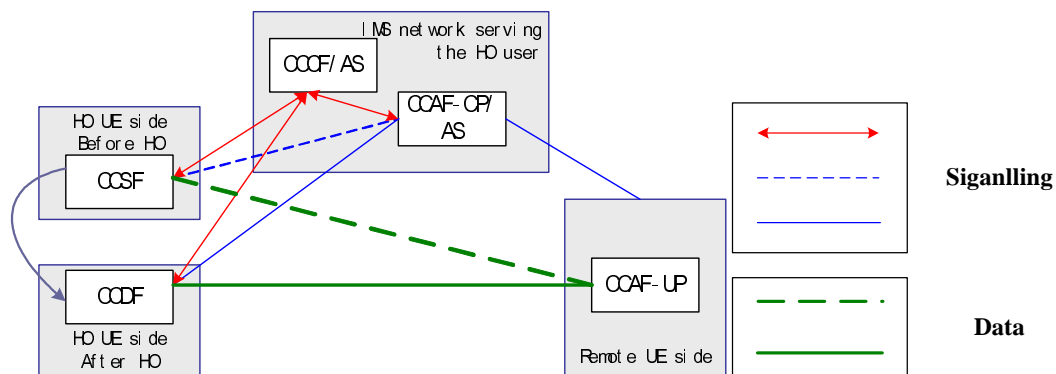 IMS network serving
the HO user
CCCF/AS
CCAF-CP/
AS
HO UE side
Before HO
CCSF
CCDF
HO UE side
After HO
CCAF-UP
Remote UE side
Siganlling
Data